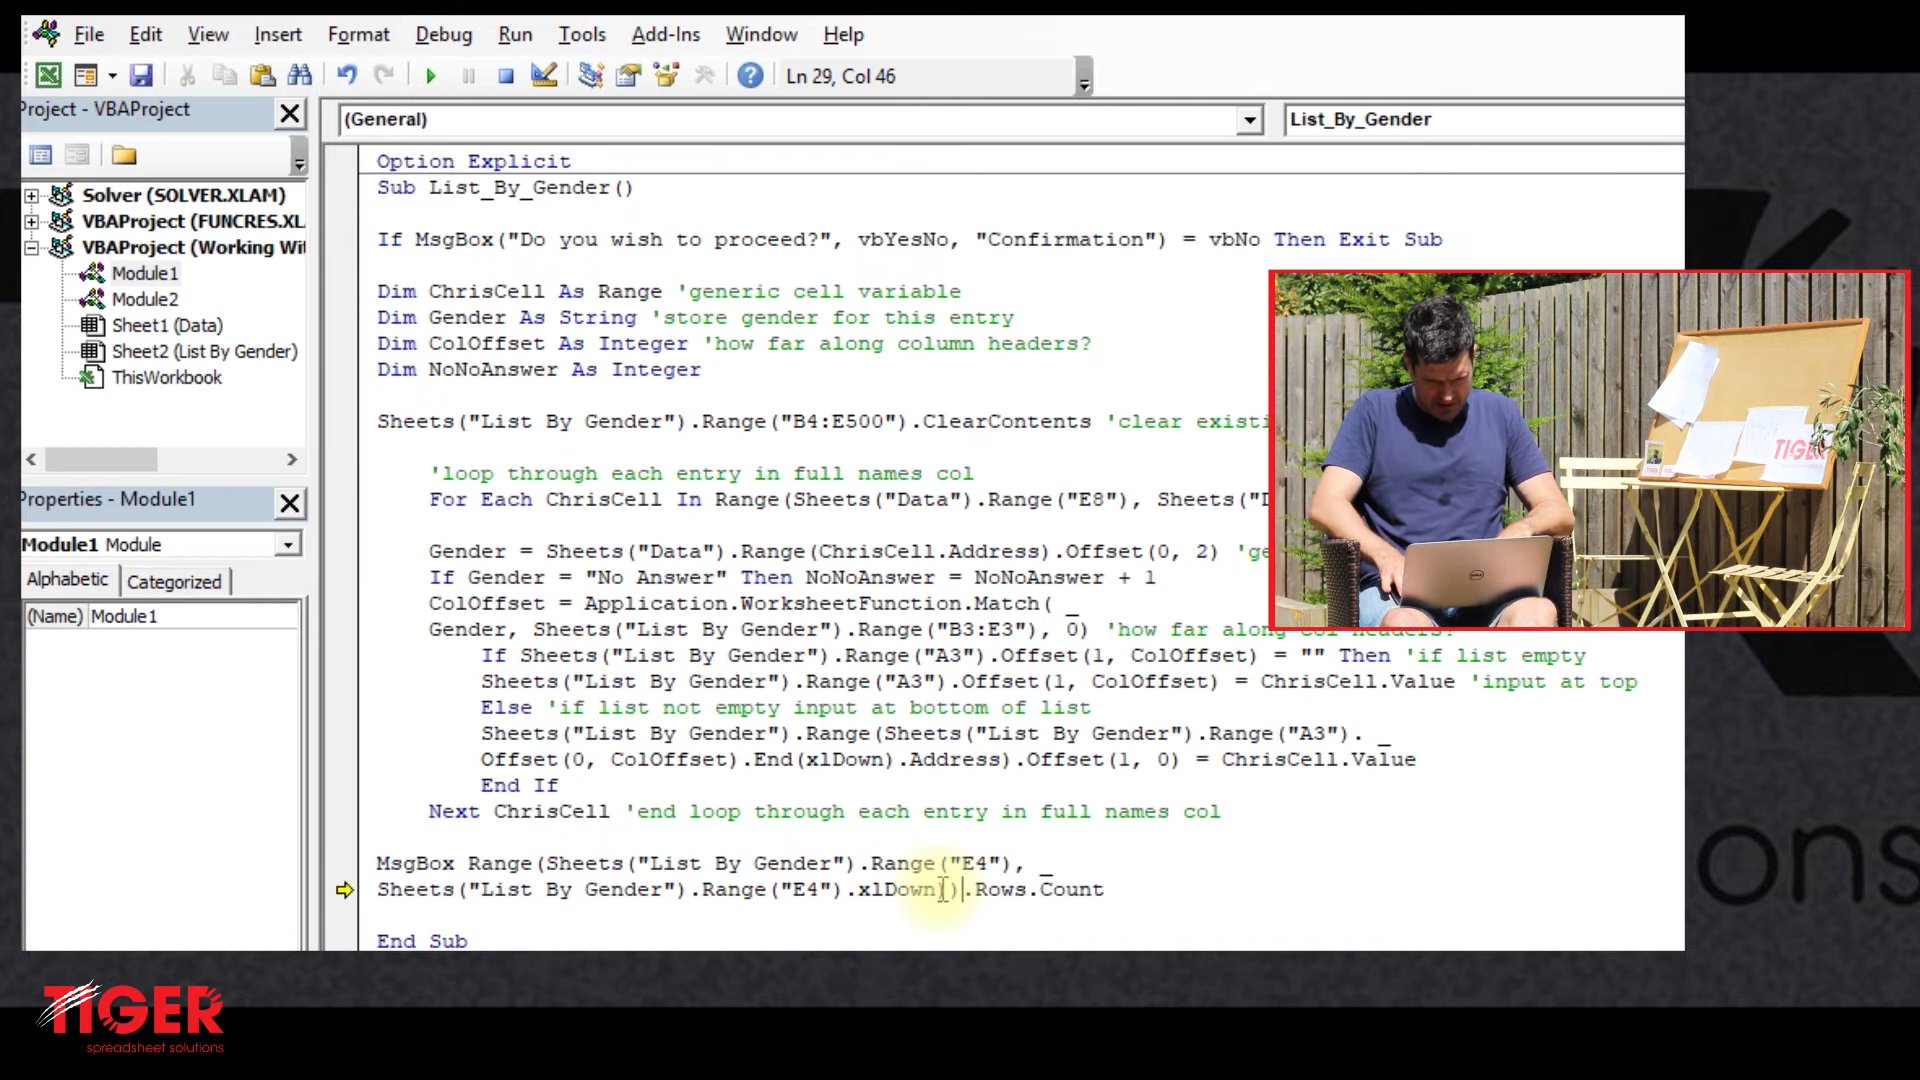 File Edit View Insert Format Debug Run Tools Add-Ins Window Help
Ln 29, Col 46
Project - VBAProject
(General)
List_By_Gender
Solver (SOLVER.XLAM)
VBAProject (FUNCRES.XL
VBAProject (Working Wi
Module1
Module2
Sheet1 (Data)
Sheet2 (List By Gender)
ThisWorkbook
Properties - Module1
Module1 Module
Alphabetic Categorized
(Name) Module1
Option Explicit
Sub List_By_Gender()
If MsgBox("Do you wish to proceed?", vbYesNo, "Confirmation") = vbNo Then Exit Sub
Dim ChrisCell As Range 'generic cell variable
Dim Gender As String 'store gender for this entry
Dim ColOffset As Integer 'how far along column headers?
Dim NoNoAnswer As Integer
Sheets("List By Gender").Range("B4:E500").ClearContents 'clear existi
'loop through each entry in full names col
For Each ChrisCell In Range(Sheets("Data").Range("E8"), Sheets("D
Gender = Sheets("Data").Range(ChrisCell.Address).Offset(0, 2) 'ge
If Gender = "No Answer" Then NoNoAnswer = NoNoAnswer + 1
ColOffset = Application.WorksheetFunction.Match( _
Gender, Sheets("List By Gender").Range("B3:E3"), 0) 'how far along col headers?
If Sheets("List By Gender").Range("A3").Offset(1, ColOffset) = "" Then 'if list empty
Sheets("List By Gender").Range("A3").Offset(1, ColOffset) = ChrisCell.Value 'input at top
Else 'if list not empty input at bottom of list
Sheets("List By Gender").Range(Sheets("List By Gender").Range("A3"). _
Offset(0, ColOffset).End(xlDown).Address).Offset(1, 0) = ChrisCell.Value
End If
Next ChrisCell 'end loop through each entry in full names col
MsgBox Range(Sheets("List By Gender").Range("E4"), _
Sheets("List By Gender").Range("E4").xlDown)).Rows.Count
End Sub
TIGER
TIGER
spreadsheet solutions
ons